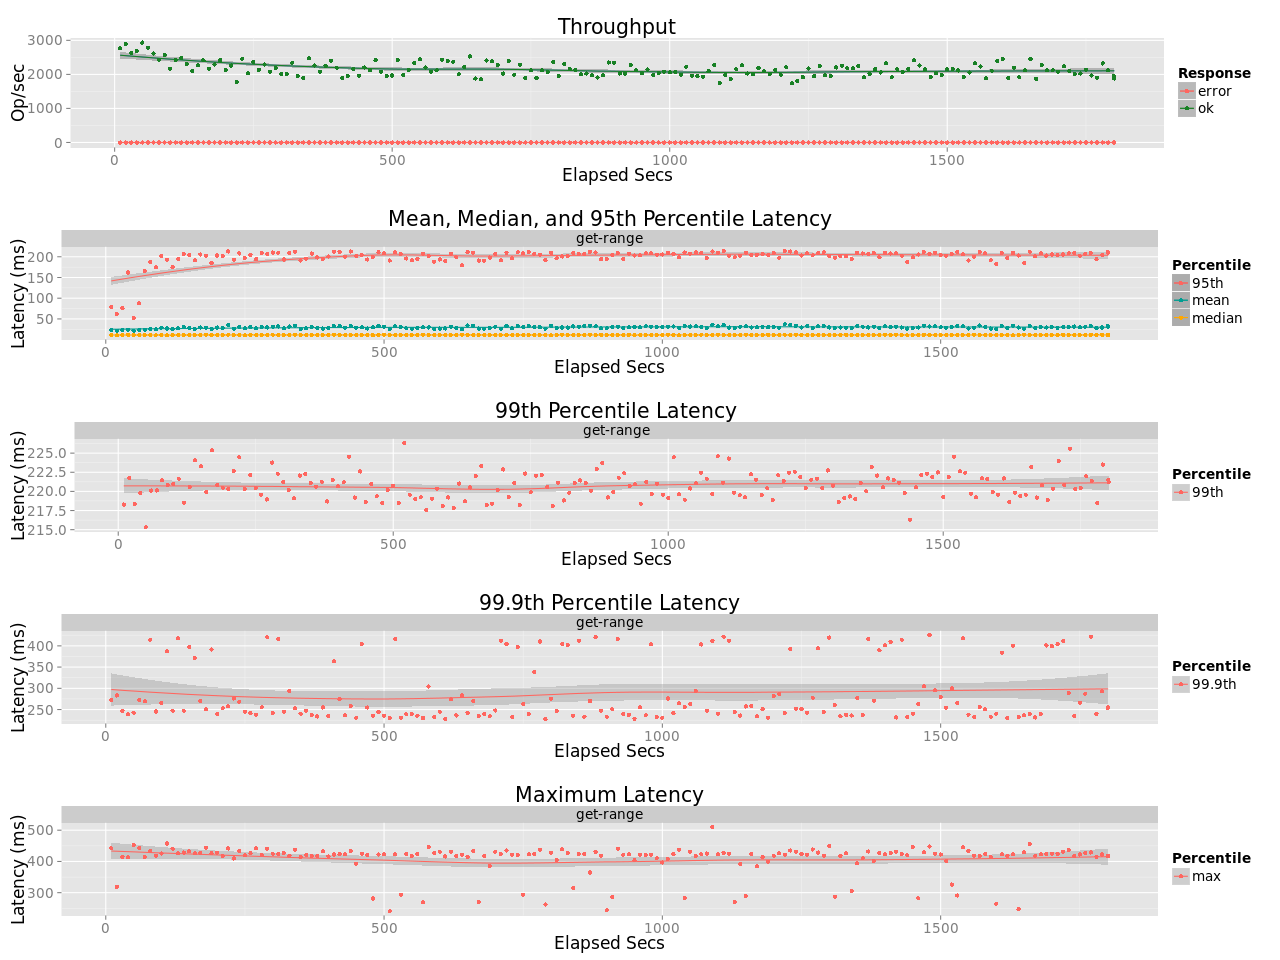 Throughput
3000
2000
1000
0
Op/sec
0 500 1000 1500
Elapsed Secs
Response
error
ok
Mean, Median, and 95th Percentile Latency
get-range
200
150
100
50
Latency (ms)
0 500 1000 1500
Elapsed Secs
Percentile
95th
mean
median
99th Percentile Latency
get-range
225.0
222.5
220.0
217.5
215.0
Latency (ms)
0 500 1000 1500
Elapsed Secs
Percentile
99th
99.9th Percentile Latency
get-range
400
350
300
250
Latency (ms)
0 500 1000 1500
Elapsed Secs
Percentile
99.9th
Maximum Latency
get-range
500
400
300
Latency (ms)
0 500 1000 1500
Elapsed Secs
Percentile
max